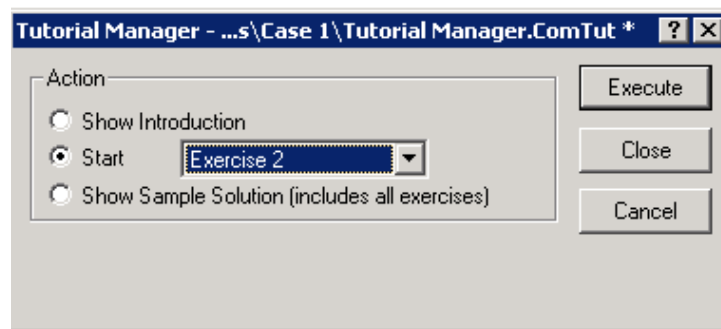 Tutorial Manager - ...s\Case 1\Tutorial Manager.ComTut * ?
Action
Show Introduction
Start Exercise 2
Show Sample Solution (includes all exercises)
Execute
Close
Cancel